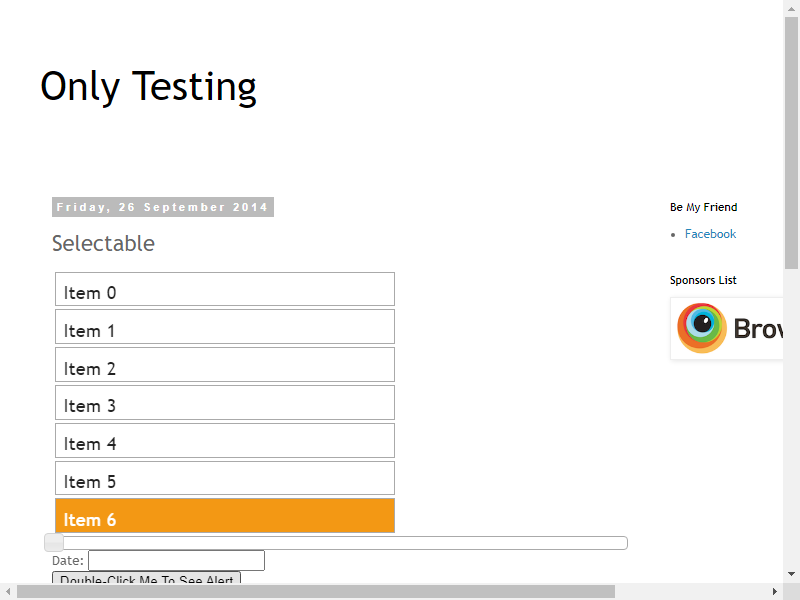 Only Testing
Friday, 26 September 2014
Selectable
Item 0
Item 1
Item 2
Item 3
Item 4
Item 5
Item 6
Date:
Double-Click Me To See Alert
Be My Friend
Facebook
Sponsors List